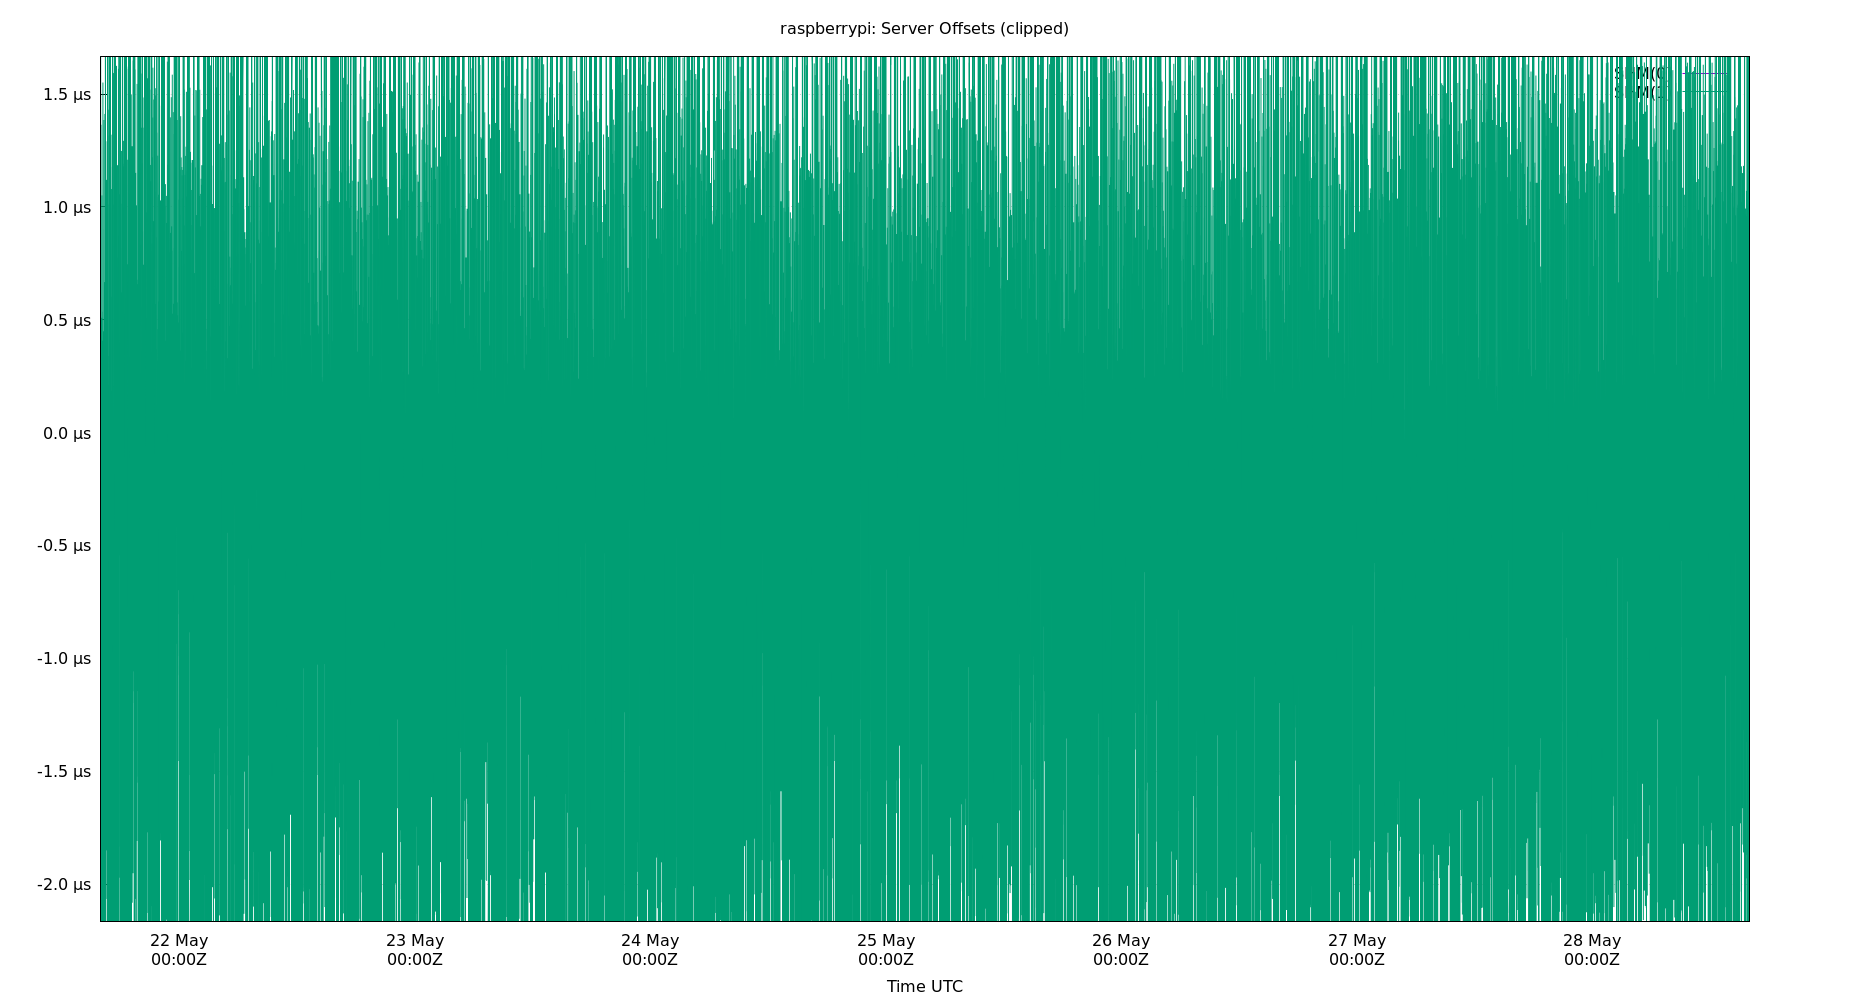 raspberrypi: Server Offsets (clipped)
1.5 µs
1.0 µs
0.5 µs
0.0 µs
-0.5 µs
-1.0 µs
-1.5 µs
-2.0 µs
22 May
00:00Z
23 May
00:00Z
24 May
00:00Z
25 May
00:00Z
26 May
00:00Z
27 May
00:00Z
28 May
00:00Z
Time UTC